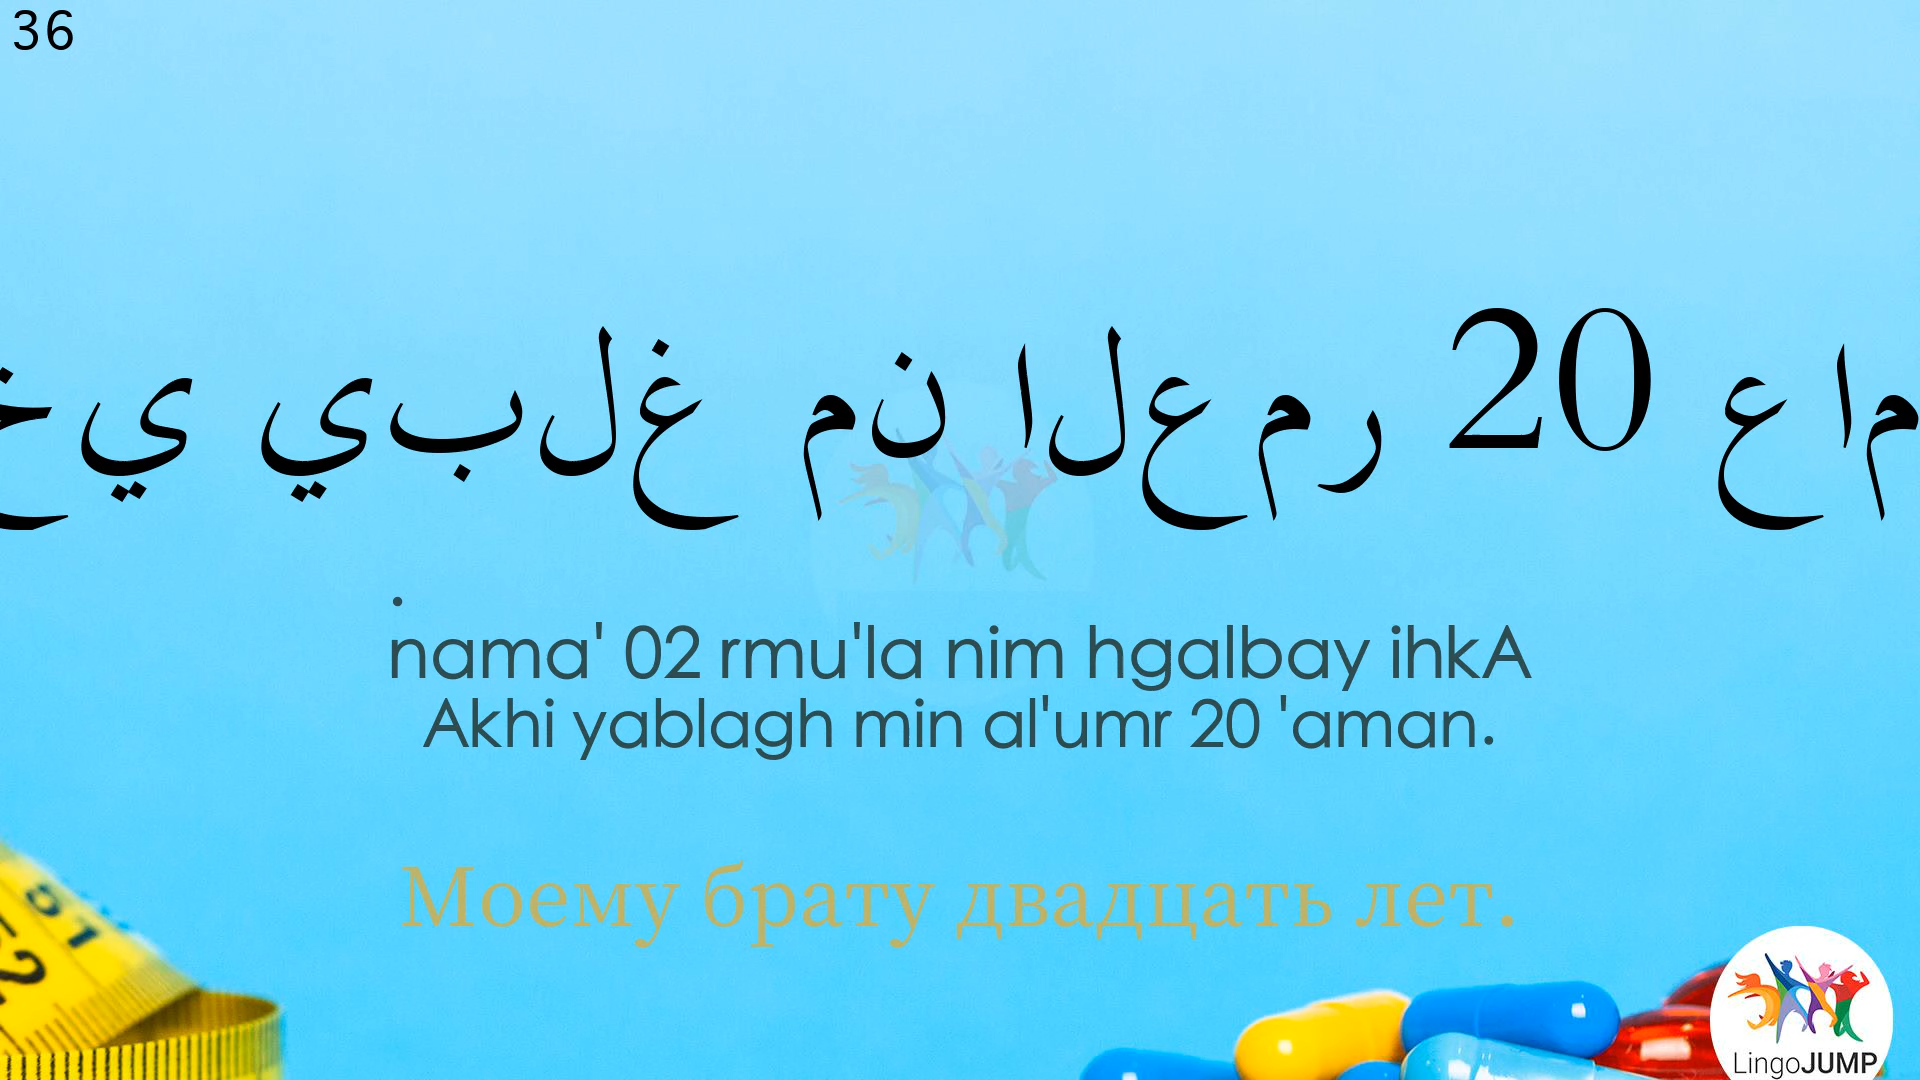 36
خي يبلغ من العمر 20 عام
.
nama' 02 rmu'la nim hgalbay ihkA
Akhi yablagh min al'umr 20 'aman.
Моему брату двадцать лет.
LingoJUMP